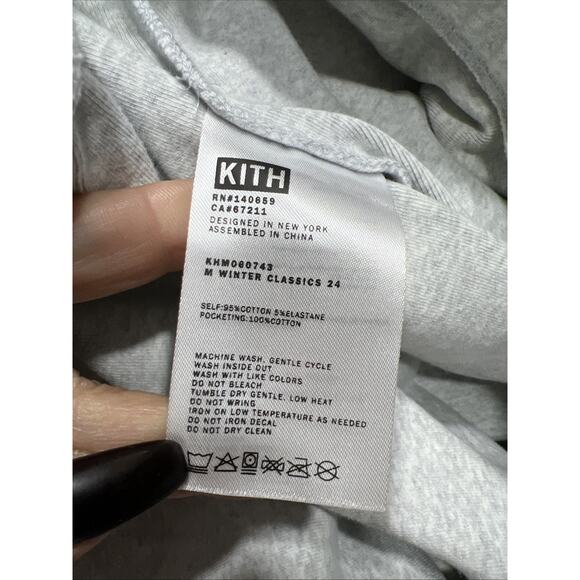 KITH
RN#140659
CA#67211
DESIGNED IN NEW YORK
ASSEMBLED IN CHINA
KHM060743
M WINTER CLASSICS 24
SELF:95%COTTON 5%ELASTANE
POCKETING:100%COTTON
MACHINE WASH, GENTLE CYCLE
WASH INSIDE OUT
WASH WITH LIKE COLORS
DO NOT BLEACH
TUMBLE DRY GENTLE, LOW HEAT
DO NOT WRING
IRON ON LOW TEMPERATURE AS NEEDED
DO NOT IRON DECAL
DO NOT DRY CLEAN